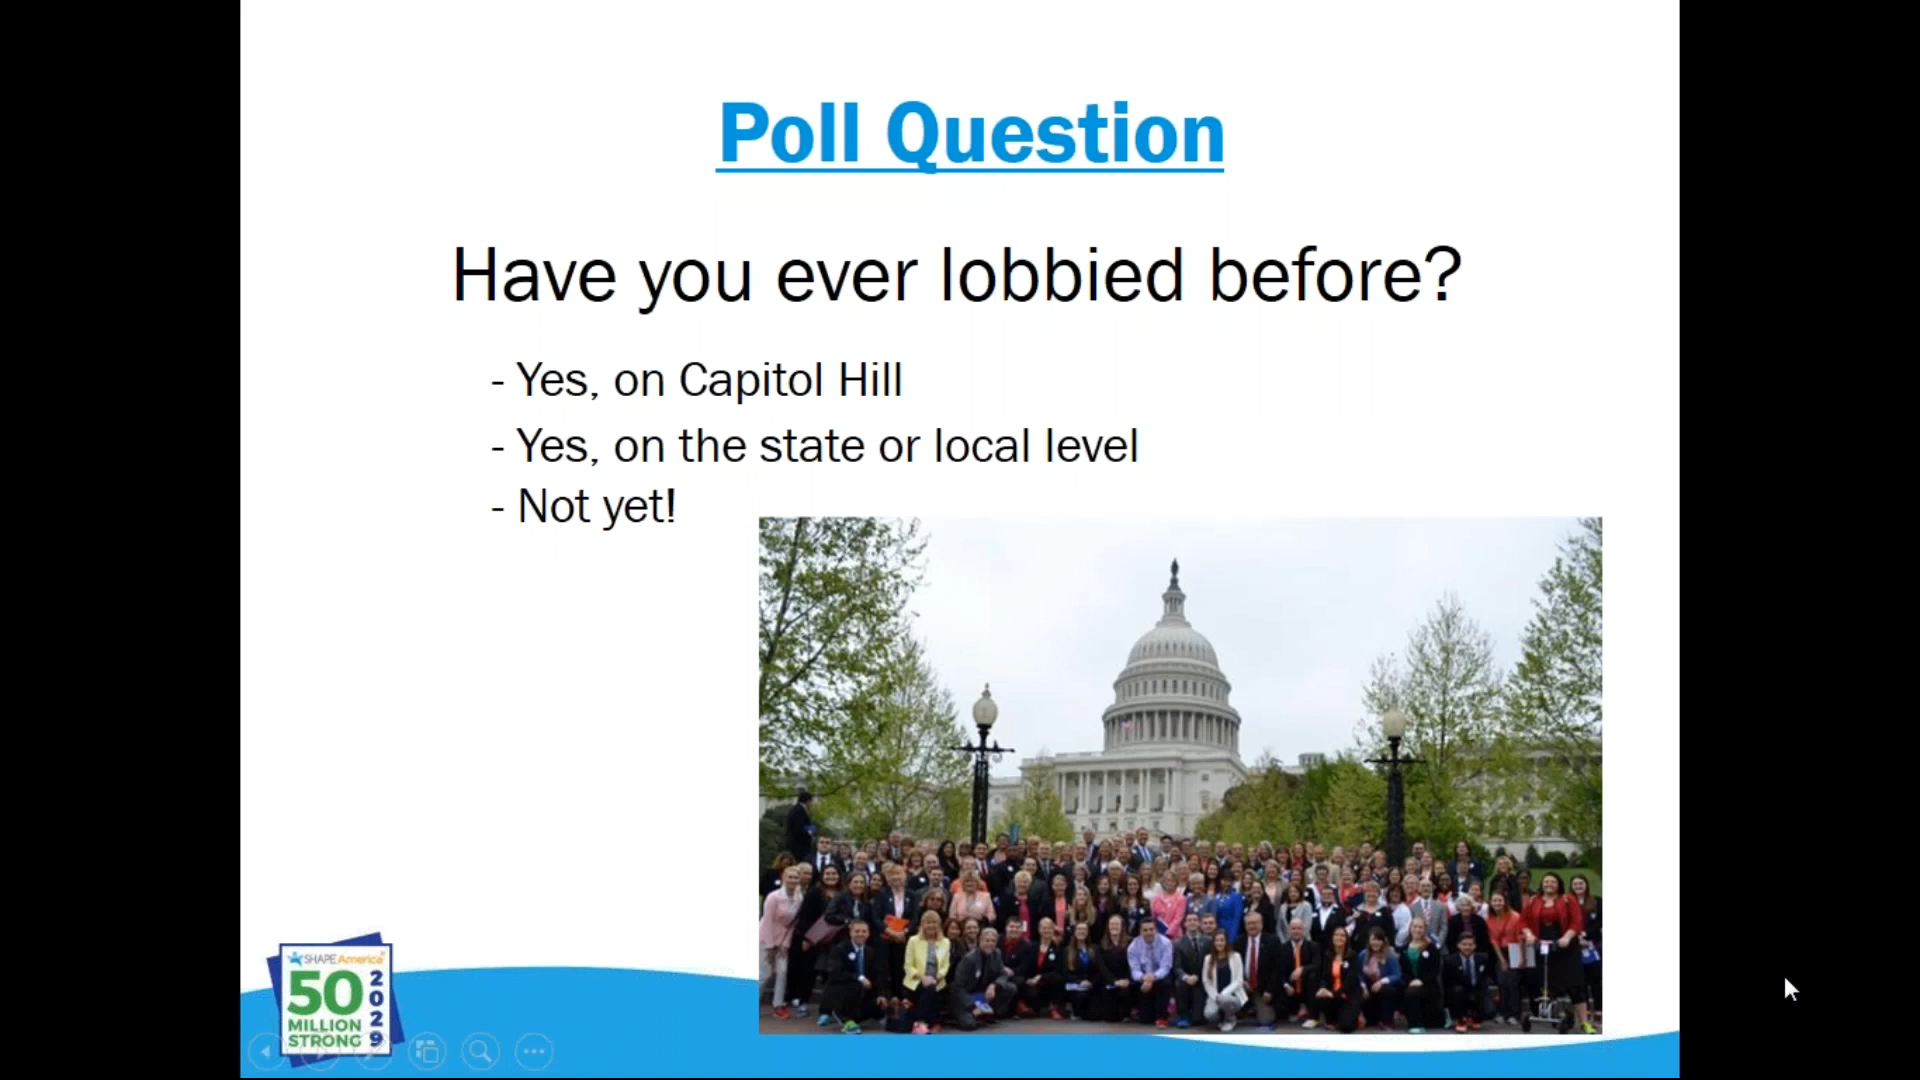 Poll Question
Have you ever lobbied before?
- Yes, on Capitol Hill
- Yes, on the state or local level
- Not yet!
SHAPE America
50
MILLION
STRONG
2029